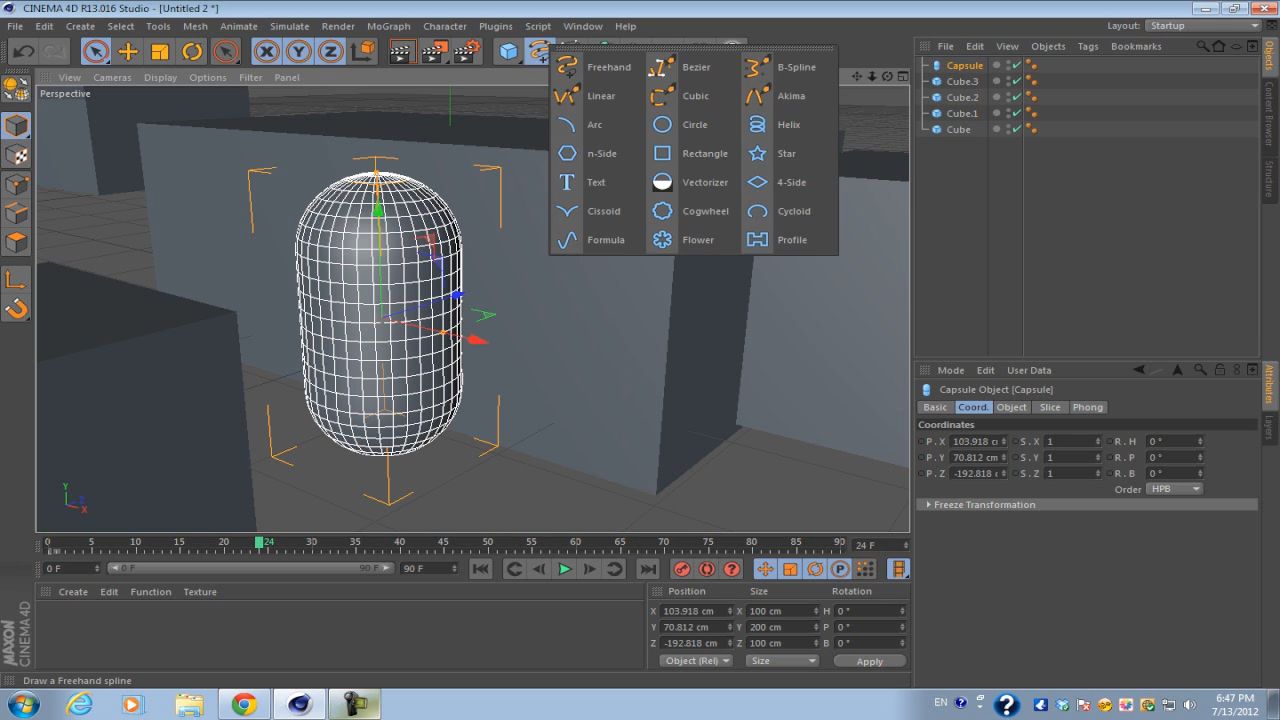 CINEMA 4D R13.016 Studio - [Untitled 2 *]
File Edit Create Select Tools Mesh Animate Simulate Render MoGraph Character Plugins Script Window Help
Layout: Startup
X Y Z
View Cameras Display Options Filter Panel
Perspective
Freehand Bezier B-Spline
Linear Cubic Akima
Arc Circle Helix
n-Side Rectangle Star
T Text Vectorizer 4-Side
Cissoid Cogwheel Cycloid
Formula Flower Profile
File Edit View Objects Tags Bookmarks
Capsule
Cube.3
Cube.2
Cube.1
Cube
Objects
Content Browser
Structure
Mode Edit User Data
Capsule Object [Capsule]
Basic Coord. Object Slice Phong
Coordinates
P . X 103.918 c S . X 1 R . H 0 °
P . Y 70.812 cm S . Y 1 R . P 0 °
P . Z -192.818 S . Z 1 R . B 0 °
Order HPB
Freeze Transformation
Attributes
Layers
Y
Z
X
0 5 10 15 20 24 30 35 40 45 50 55 60 65 70 75 80 85 90 24 F
0 F 0 F 90 F 90 F
P
Create Edit Function Texture
Position Size Rotation
X 103.918 cm X 100 cm H 0 °
Y 70.812 cm Y 200 cm P 0 °
Z -192.818 cm Z 100 cm B 0 °
Object (Rel) Size Apply
MAXON
CINEMA 4D
Draw a Freehand spline
EN
6:47 PM
7/13/2012